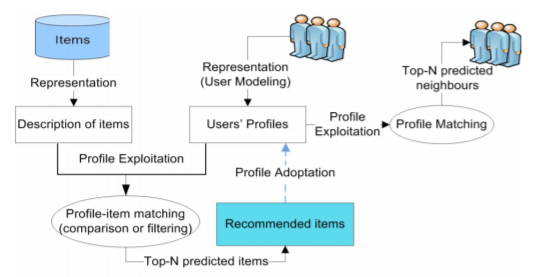 Items
Representation
Description of items
Representation
(User Modeling)
Users' Profiles
Profile
Exploitation
Profile Matching
Top-N predicted
neighbours
Profile Exploitation
Profile Adoptation
Profile-item matching
(comparison or filtering)
Recommended items
Top-N predicted items